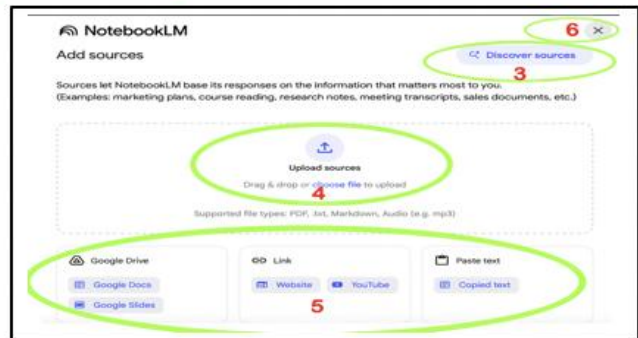 NotebookLM
6 ×
Add sources
Discover sources
3
Sources let NotebookLM base its responses on the information that matters most to you.
(Examples: marketing plans, course reading, research notes, meeting transcripts, sales documents, etc.)
Upload sources
Drag & drop or choose file to upload
4
Supported file types: PDF, .txt, Markdown, Audio (e.g. mp3)
Google Drive
Link
Paste text
Google Docs
Website
YouTube
Copied text
Google Slides
5